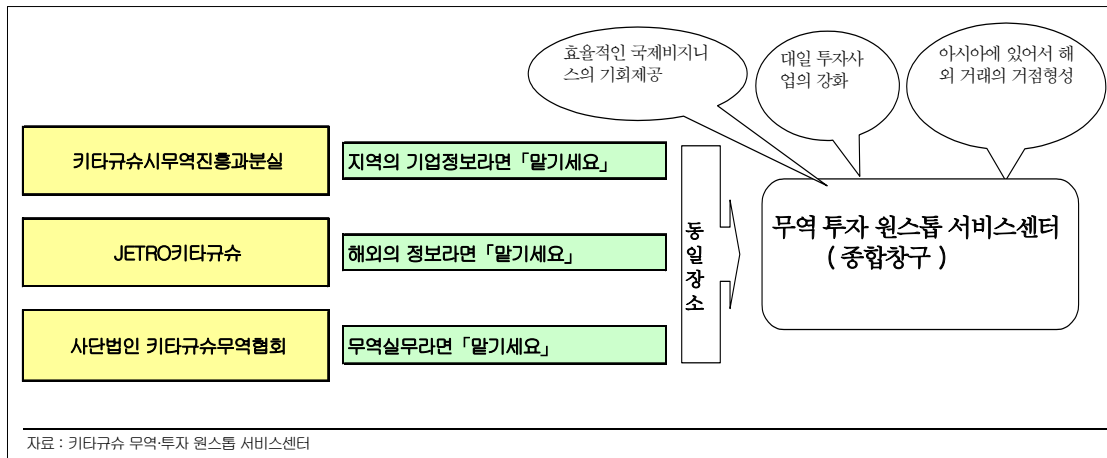 효율적인 국제비지니
스의 기회제공
대일 투자사
업의 강화
아시아에 있어서 해
외 거래의 거점형성
키타규슈시무역진흥과분실
지역의 기업정보라면「맡기세요」
JETRO키타규슈
해외의 정보라면「맡기세요」
사단법인 키타규슈무역협회
무역실무라면「맡기세요」
동
일
장
소
무역 투자 원스톱 서비스센터
( 종합창구 )
자료 : 키타규슈 무역·투자 원스톱 서비스센터